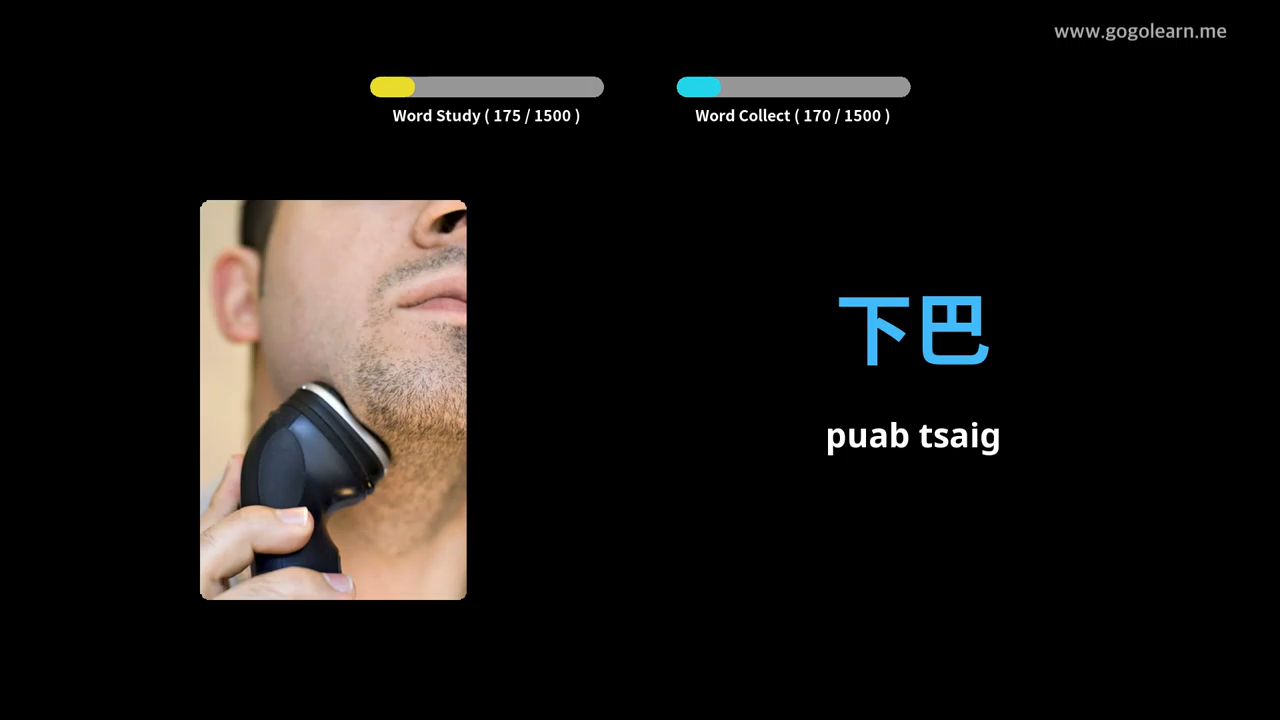 www.gogolearn.me
Word Study ( 175 / 1500 )
Word Collect ( 170 / 1500 )
下巴
puab tsaig